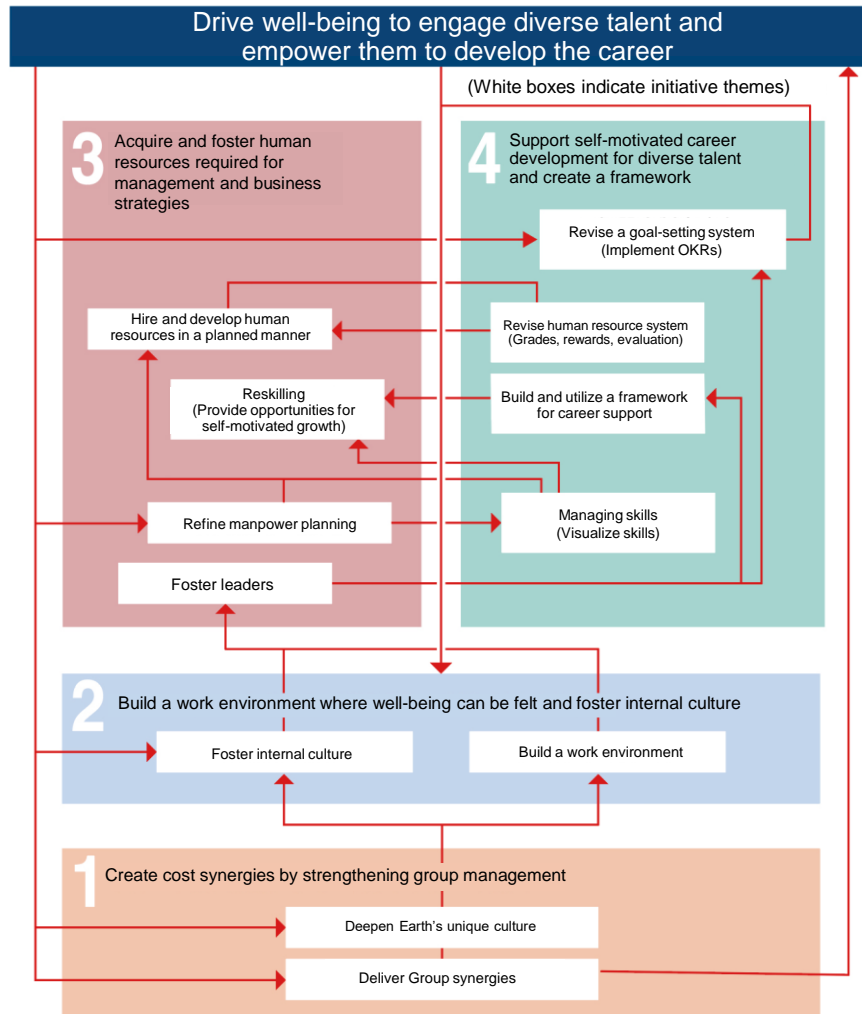 Drive well-being to engage diverse talent and
empower them to develop the career
(White boxes indicate initiative themes)
3
Acquire and foster human
resources required for
management and business
strategies
4
Support self-motivated career
development for diverse talent
and create a framework
Revise a goal-setting system
(Implement OKRs)
Hire and develop human
resources in a planned manner
Revise human resource system
(Grades, rewards, evaluation)
Reskilling
(Provide opportunities for
self-motivated growth)
Build and utilize a framework
for career support
Refine manpower planning
Managing skills
(Visualize skills)
Foster leaders
2
Build a work environment where well-being can be felt and foster internal culture
Foster internal culture
Build a work environment
1
Create cost synergies by strengthening group management
Deepen Earth's unique culture
Deliver Group synergies